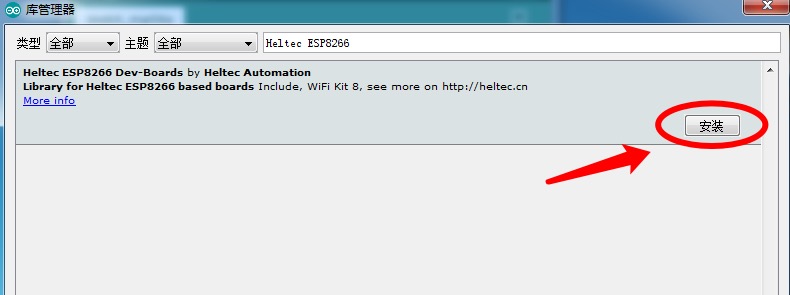 库管理器
类型 全部 主题 全部 Heltec ESP8266
Heltec ESP8266 Dev-Boards by Heltec Automation
Library for Heltec ESP8266 based boards Include, WiFi Kit 8, see more on http://heltec.cn
More info
安装